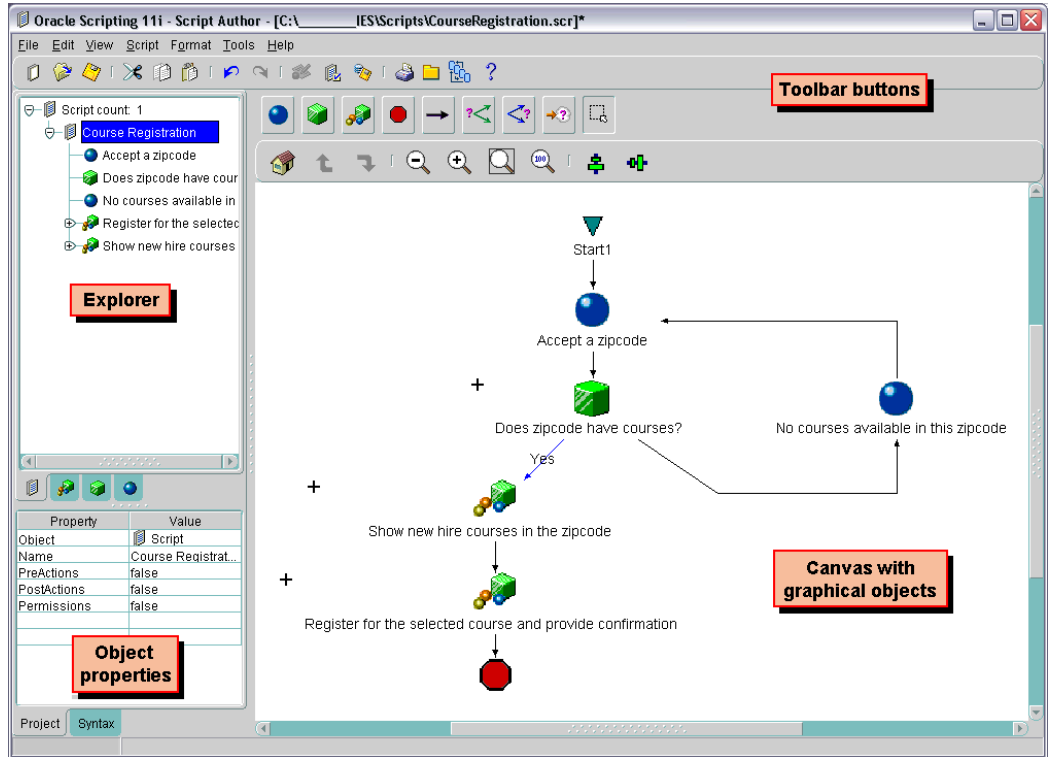 Oracle Scripting 11i - Script Author - [C:\_______IES\Scripts\CourseRegistration.scr]*
File Edit View Script Format Tools Help
Toolbar buttons
Script count: 1
Course Registration
Accept a zipcode
Does zipcode have cour
No courses available in
Register for the selected
Show new hire courses
Explorer
100
Start1
Accept a zipcode
Does zipcode have courses?
No courses available in this zipcode
Yes
Show new hire courses in the zipcode
Register for the selected course and provide confirmation
Canvas with
graphical objects
Property Value
Object Script
Name Course Registrat...
PreActions false
PostActions false
Permissions false
Object
properties
Project Syntax